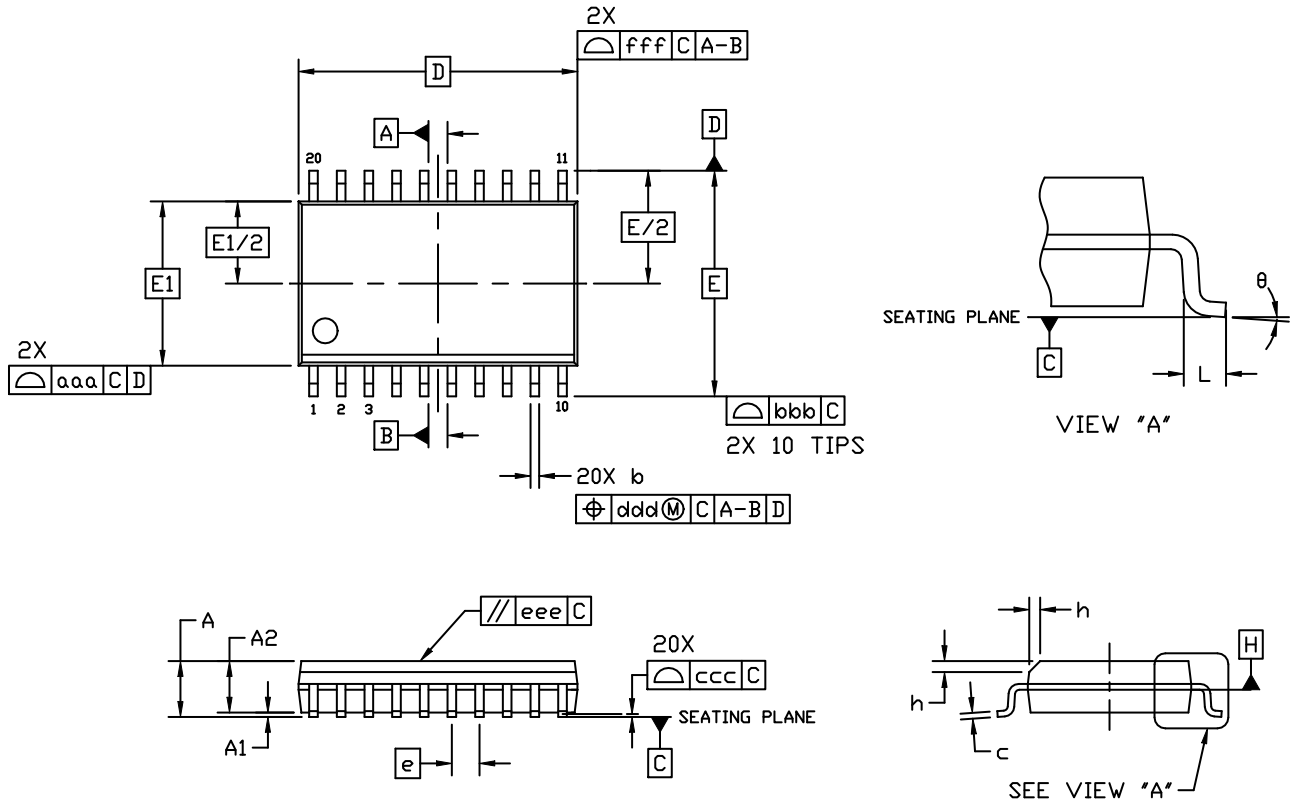 2X
⌓ fff C A-B
D
A
D
20
11
E1/2
E/2
E1
E
2X
⌓ aaa C D
1 2 3
10
B
⌓ bbb C
2X 10 TIPS
20X b
⌖ ddd Ⓜ C A-B D
θ
SEATING PLANE
C
L
VIEW "A"
A
A2
// eee C
20X
⌓ ccc C
SEATING PLANE
A1
e
C
h
H
h
c
SEE VIEW "A"